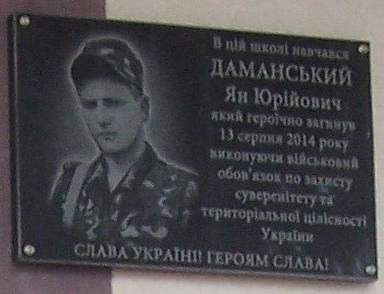 В цій школі навчався
ДАМАНСЬКИЙ
Ян Юрійович
який героїчно загинув
13 серпня 2014 року
виконуючи військовий
обов'язок по захисту
суверенітету та
територіальної цілісності
України
СЛАВА УКРАЇНІ! ГЕРОЯМ СЛАВА!